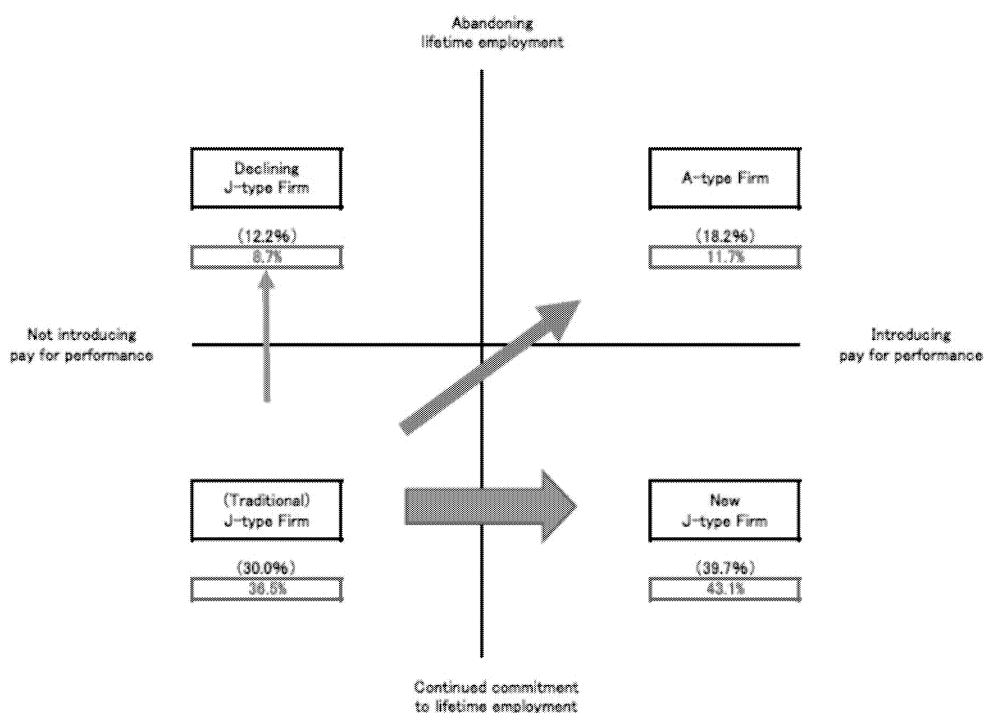 Abandoning
lifetime employment
Declining
J-type Firm
A-type Firm
(12.2%)
8.7%
(18.2%)
11.7%
Not introducing
pay for performance
Introducing
pay for performance
(Traditional)
J-type Firm
New
J-type Firm
(30.0%)
36.5%
(39.7%)
43.1%
Continued commitment
to lifetime employment